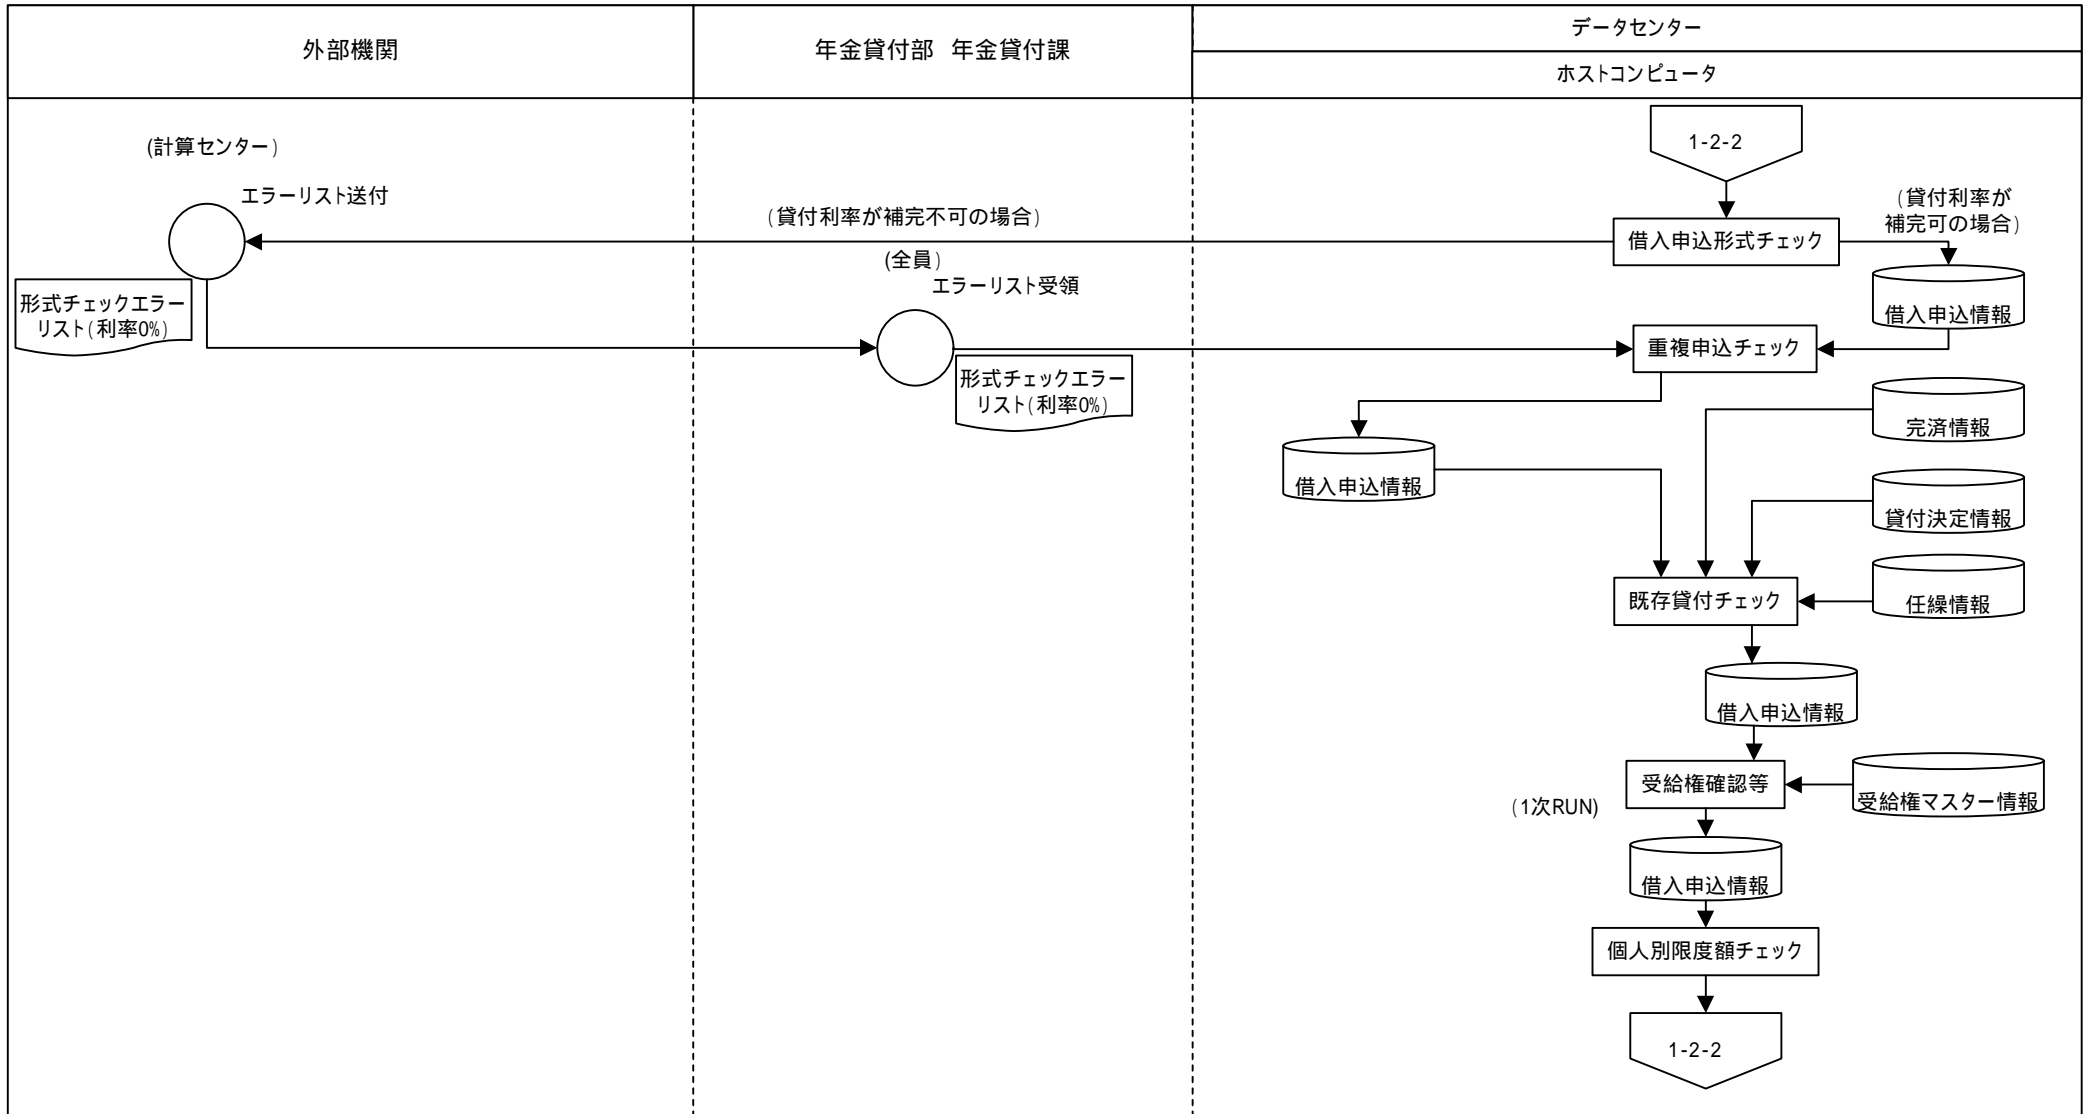 外部機関
年金貸付部 年金貸付課
データセンター
ホストコンピュータ
(計算センター)
エラーリスト送付
形式チェックエラー
リスト(利率0%)
(貸付利率が補完不可の場合)
(全員)
エラーリスト受領
形式チェックエラー
リスト(利率0%)
1-2-2
借入申込形式チェック
(貸付利率が
補完可の場合)
借入申込情報
重複申込チェック
完済情報
借入申込情報
貸付決定情報
既存貸付チェック
任繰情報
借入申込情報
受給権確認等
受給権マスター情報
(1次RUN)
借入申込情報
個人別限度額チェック
1-2-2